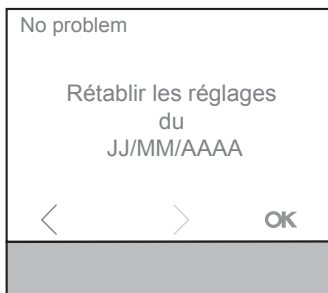 No problem
Rétablir les réglages
du
JJ/MM/AAAA
< > OK